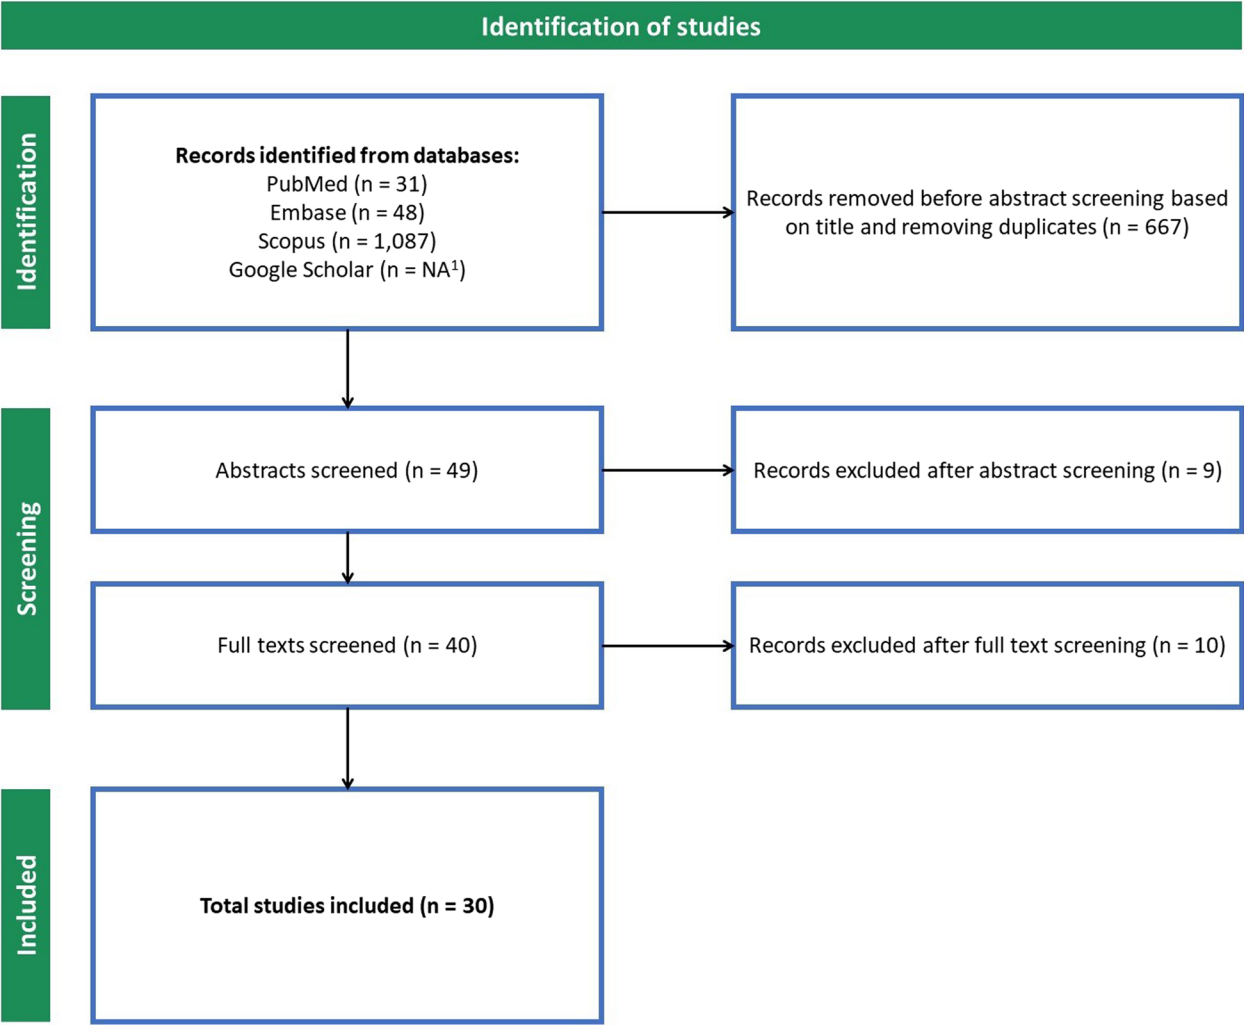 Identification of studies
Identification
Records identified from databases:
PubMed (n = 31)
Embase (n = 48)
Scopus (n = 1,087)
Google Scholar (n = NA¹)
Records removed before abstract screening based
on title and removing duplicates (n = 667)
Screening
Abstracts screened (n = 49)
Records excluded after abstract screening (n = 9)
Full texts screened (n = 40)
Records excluded after full text screening (n = 10)
Included
Total studies included (n = 30)